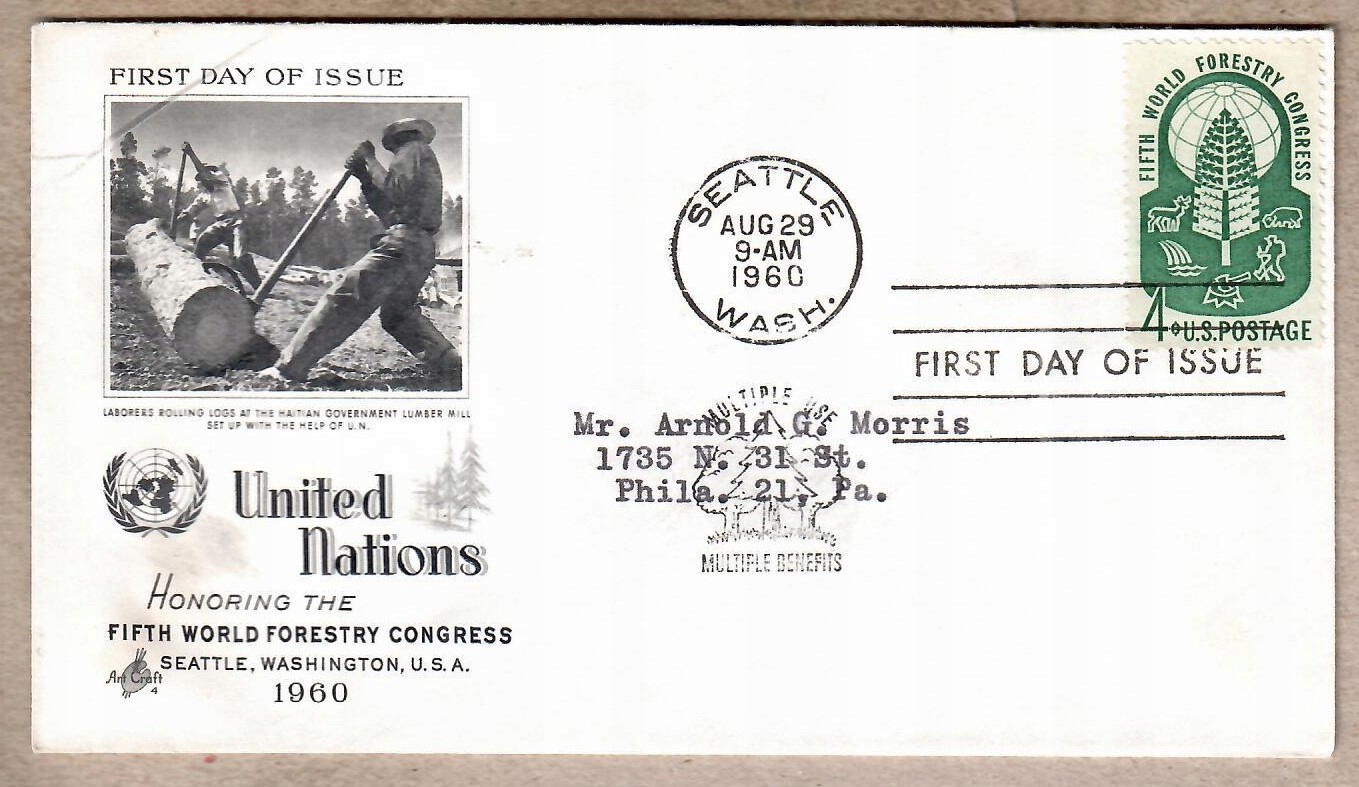 FIRST DAY OF ISSUE
LABORERS ROLLING LOGS AT THE HAITIAN GOVERNMENT LUMBER MILL
SET UP WITH THE HELP OF U.N.
United
Nations
HONORING THE
FIFTH WORLD FORESTRY CONGRESS
SEATTLE, WASHINGTON, U.S.A.
1960
Art Craft
4
SEATTLE
AUG 29
9-AM
1960
WASH.
FIFTH WORLD FORESTRY CONGRESS
4¢ U.S. POSTAGE
FIRST DAY OF ISSUE
MULTIPLE USE
Mr. Arnold G. Morris
1735 N. 31 St.
Phila. 21, Pa.
MULTIPLE BENEFITS